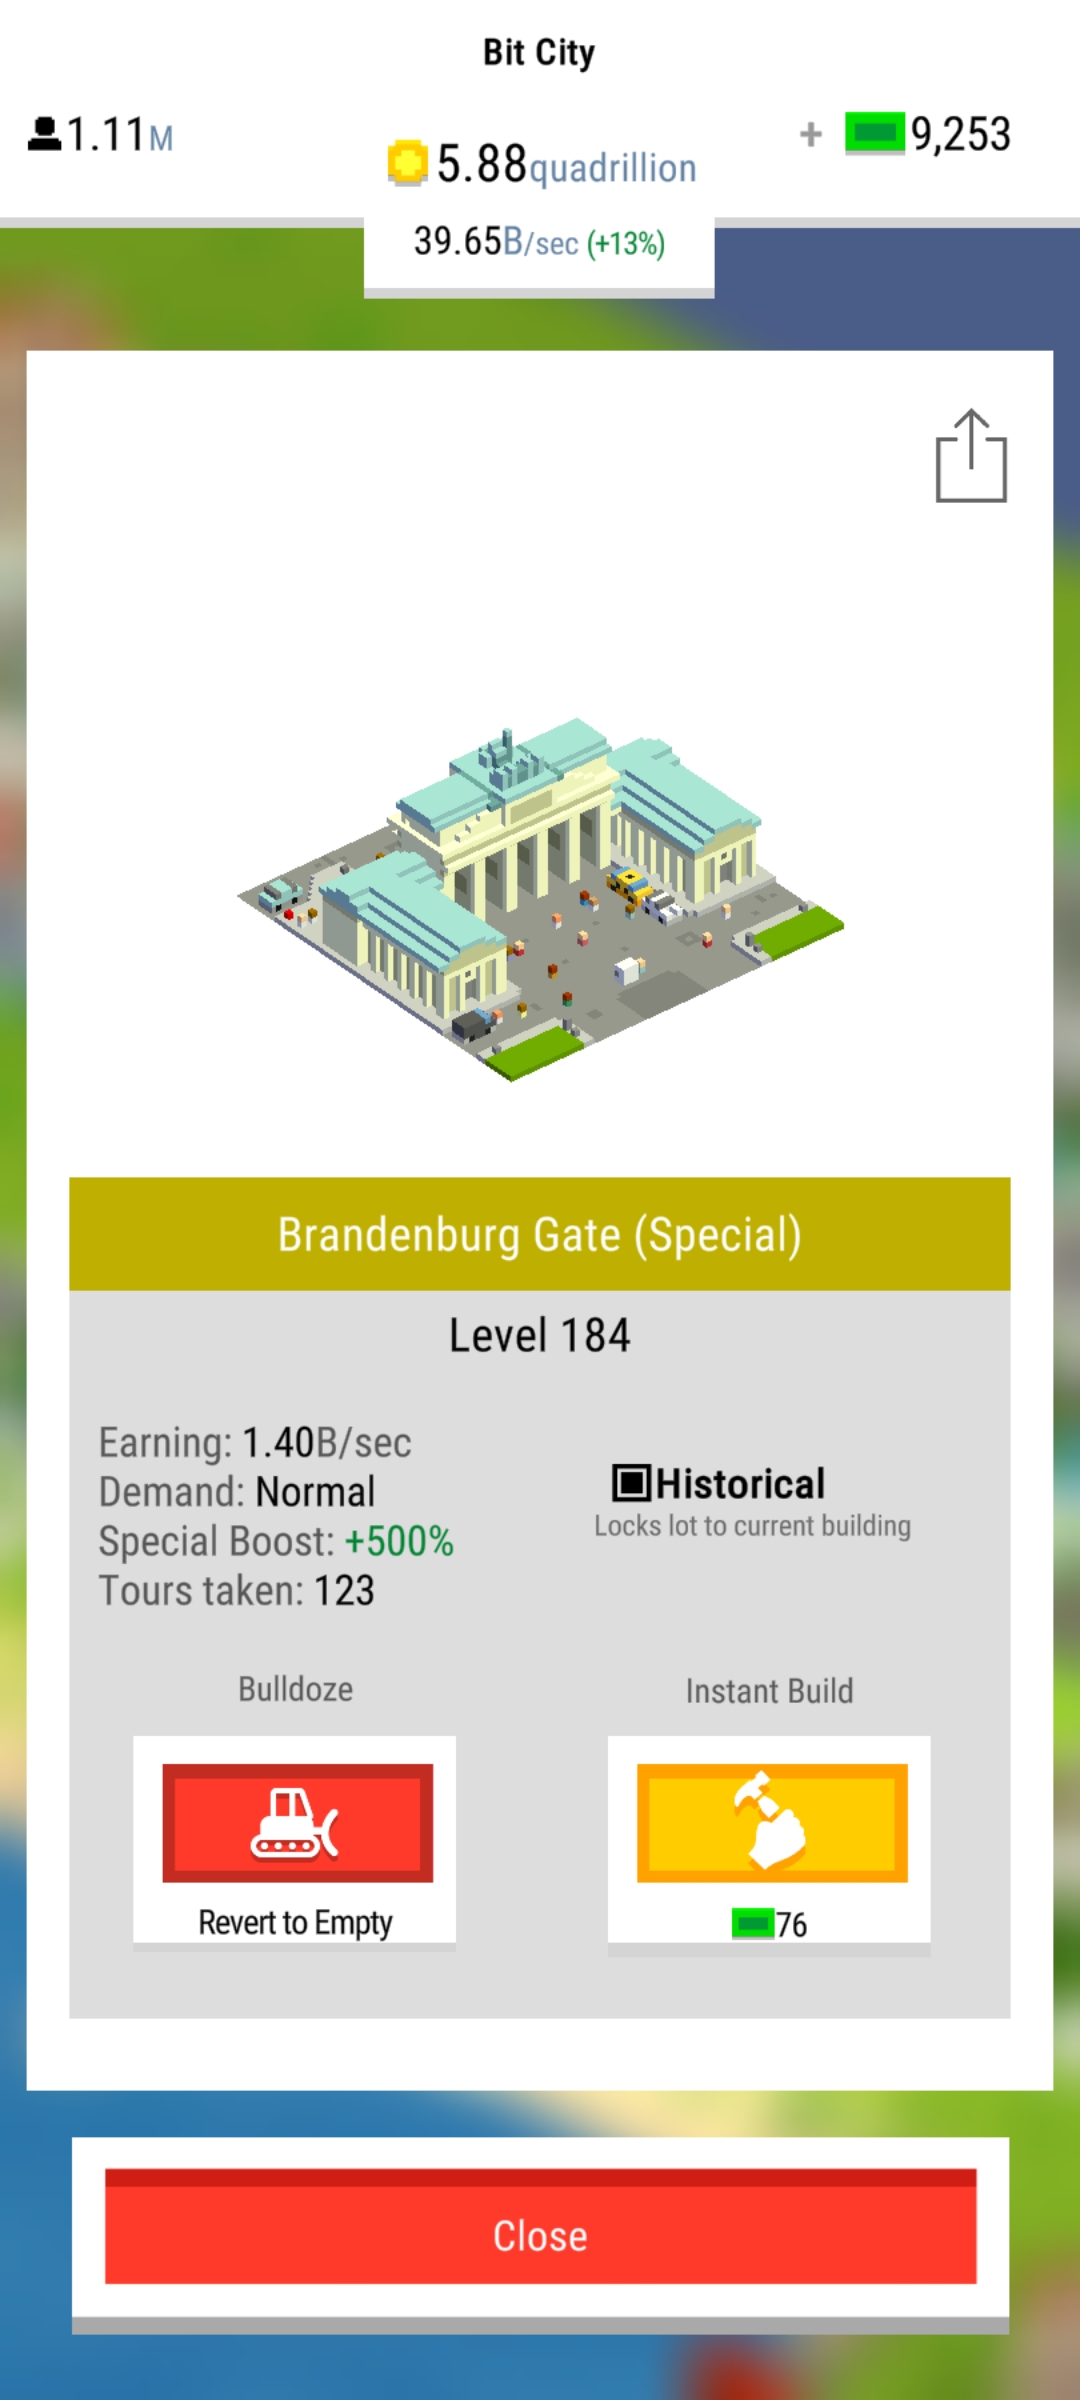 Bit City
1.11M
5.88quadrillion
+ 9,253
39.65B/sec (+13%)
Brandenburg Gate (Special)
Level 184
Earning: 1.40B/sec
Demand: Normal
Special Boost: +500%
Tours taken: 123
Historical
Locks lot to current building
Bulldoze
Instant Build
Revert to Empty
76
Close